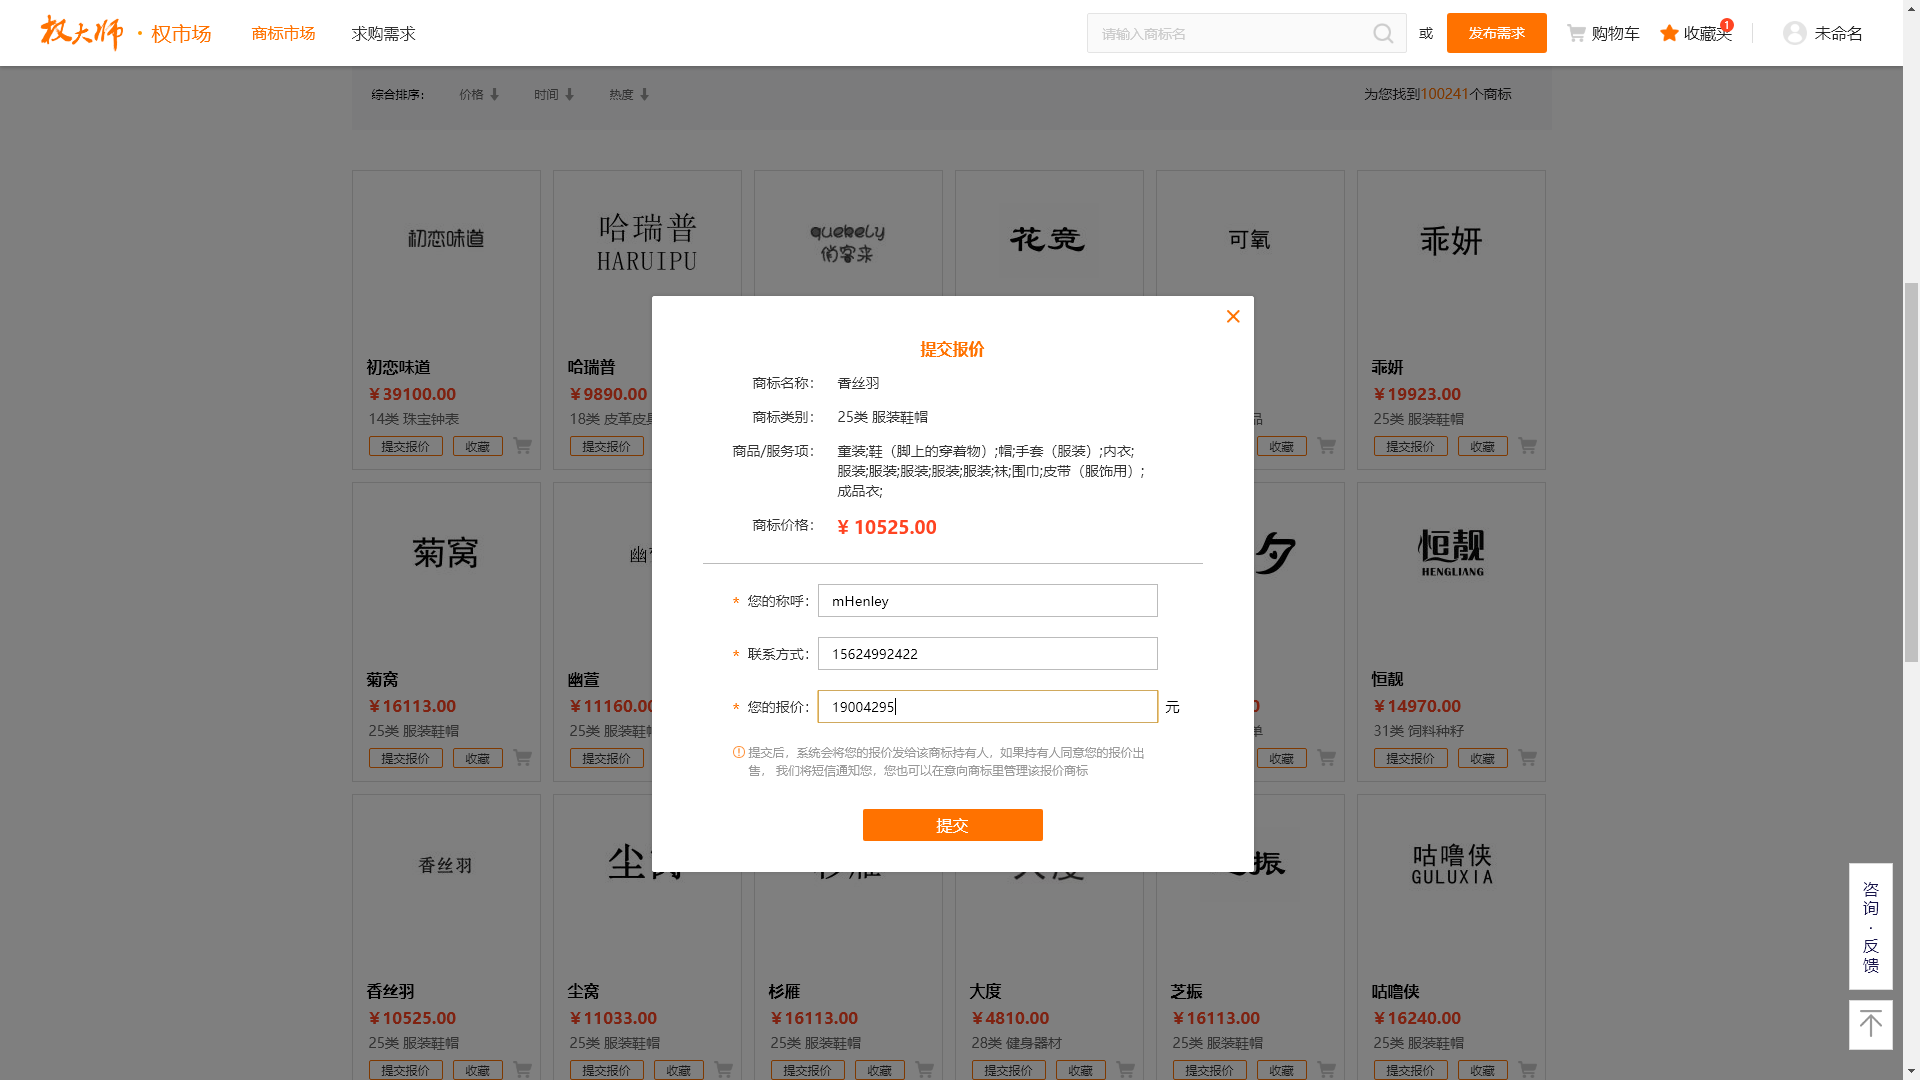 权大师 · 权市场 商标市场 求购需求 请输入商标名 或 发布需求 购物车 收藏夹 1 未命名
综合排序： 价格 时间 热度 为您找到100241个商标
初恋味道 哈瑞普 quebely 花竞 可氧 乖妍
HARUIPU 俏客来
初恋味道 哈瑞普 乖妍
¥39100.00 ¥9890.00 ¥19923.00
14类 珠宝钟表 18类 皮革皮 品 25类 服装鞋帽
提交报价 收藏 提交报价 收藏 提交报价 收藏
提交报价
商标名称： 香丝羽
商标类别： 25类 服装鞋帽
商品/服务项： 童装;鞋（脚上的穿着物）;帽;手套（服装）;内衣;
服装;服装;服装;服装;服装;袜;围巾;皮带（服饰用）;
成品衣;
商标价格： ¥ 10525.00
* 您的称呼： mHenley
* 联系方式： 15624992422
* 您的报价： 19004295 元
提交后，系统会将您的报价发给该商标持有人，如果持有人同意您的报价出
售， 我们将短信通知您，您也可以在意向商标里管理该报价商标
提交
菊窝 幽 夕 恒靓
HENGLIANG
菊窝 幽萱 恒靓
¥16113.00 ¥11160.00 0 ¥14970.00
25类 服装鞋帽 25类 服装鞋帽 单 31类 饲料种籽
提交报价 收藏 提交报价 收藏 提交报价 收藏
香丝羽 尘窝 杉雁 大度 芝振 咕噜侠
GULUXIA
香丝羽 尘窝 杉雁 大度 芝振 咕噜侠
¥10525.00 ¥11033.00 ¥16113.00 ¥4810.00 ¥16113.00 ¥16240.00
25类 服装鞋帽 25类 服装鞋帽 25类 服装鞋帽 28类 健身器材 25类 服装鞋帽 25类 服装鞋帽
提交报价 收藏 提交报价 收藏 提交报价 收藏 提交报价 收藏 提交报价 收藏 提交报价 收藏
咨
询
·
反
馈